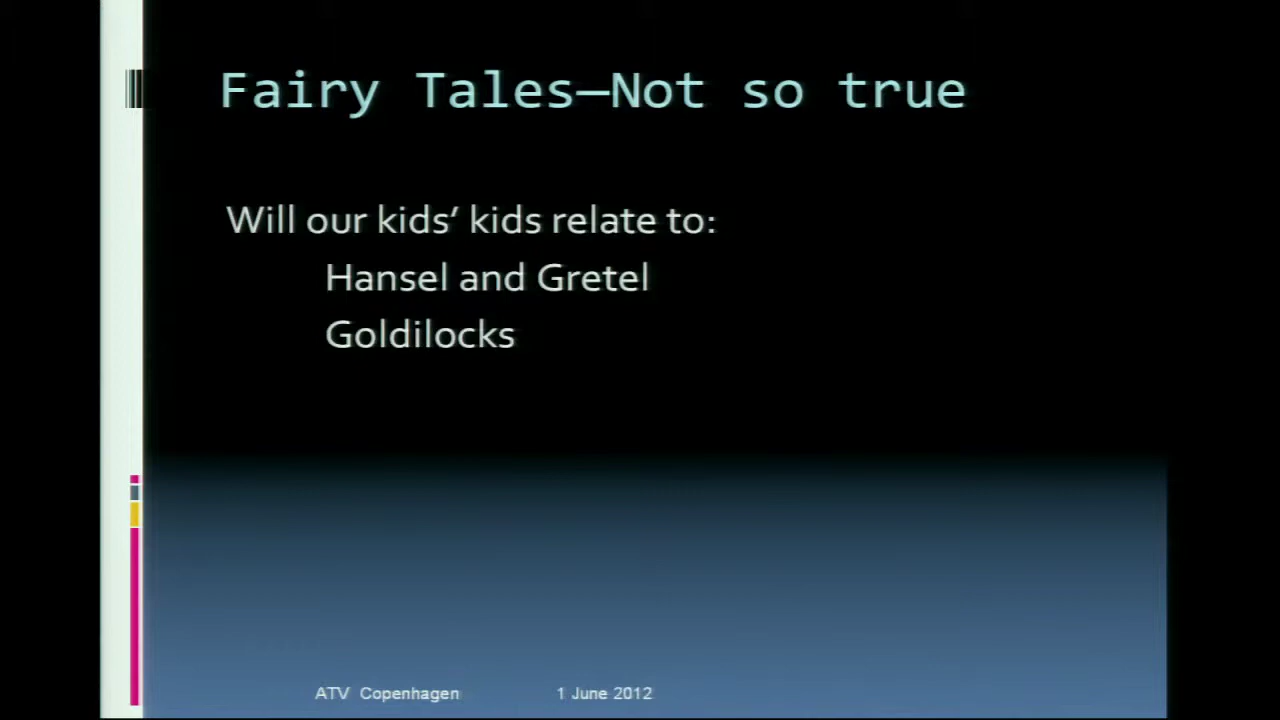 Fairy Tales—Not so true
Will our kids’ kids relate to:
Hansel and Gretel
Goldilocks
ATV Copenhagen
1 June 2012